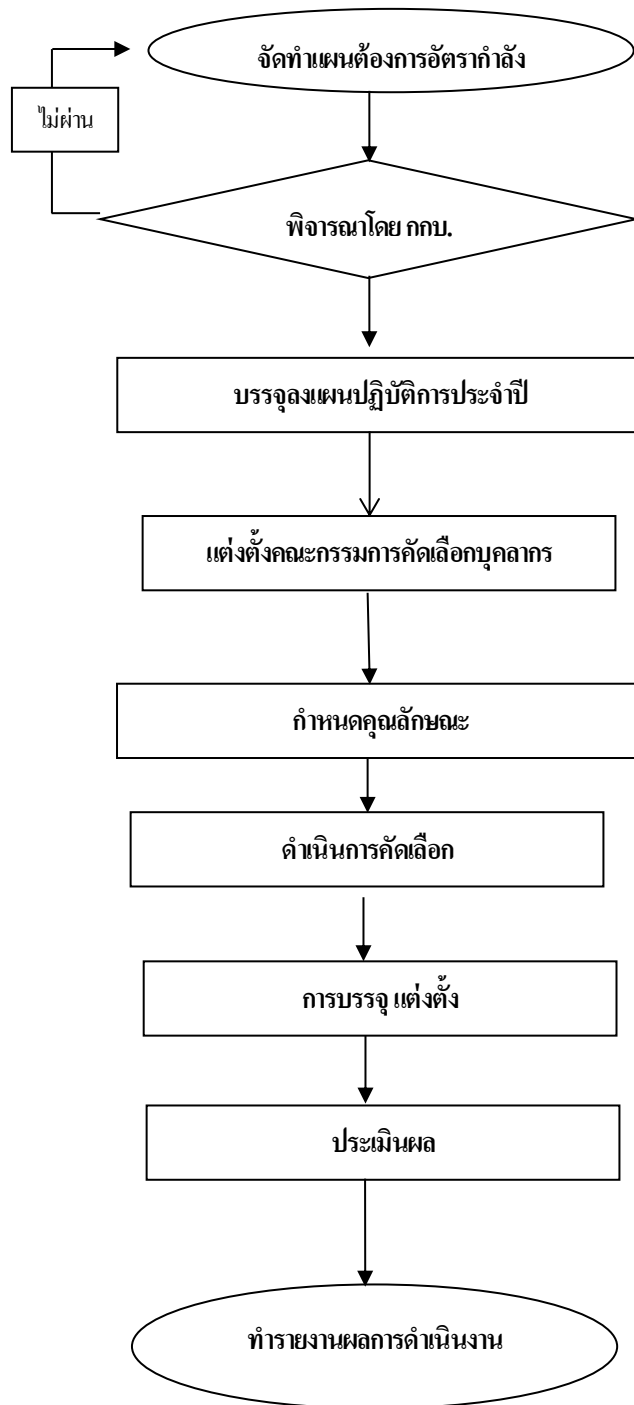 จัดทำแผนต้องการอัตรากำลัง
ไม่ผ่าน
พิจารณาโดย กกบ.
บรรจุลงแผนปฏิบัติการประจำปี
แต่งตั้งคณะกรรมการคัดเลือกบุคลากร
กำหนดคุณลักษณะ
ดำเนินการคัดเลือก
การบรรจุ แต่งตั้ง
ประเมินผล
ทำรายงานผลการดำเนินงาน